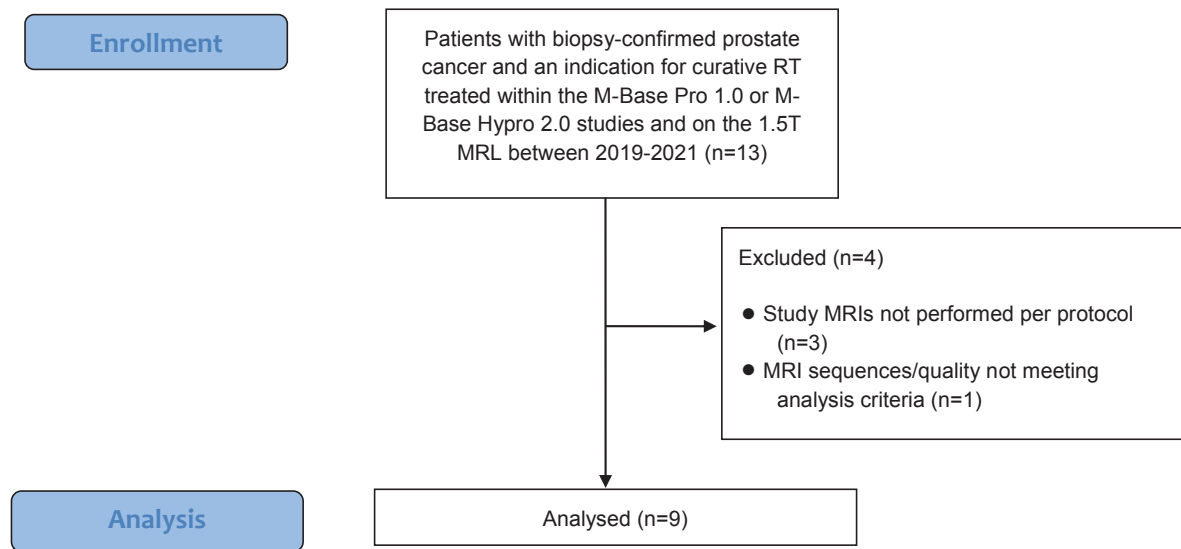 Enrollment
Patients with biopsy-confirmed prostate
cancer and an indication for curative RT
treated within the M-Base Pro 1.0 or M-
Base Hypro 2.0 studies and on the 1.5T
MRL between 2019-2021 (n=13)
Excluded (n=4)
● Study MRIs not performed per protocol
(n=3)
● MRI sequences/quality not meeting
analysis criteria (n=1)
Analysis
Analysed (n=9)